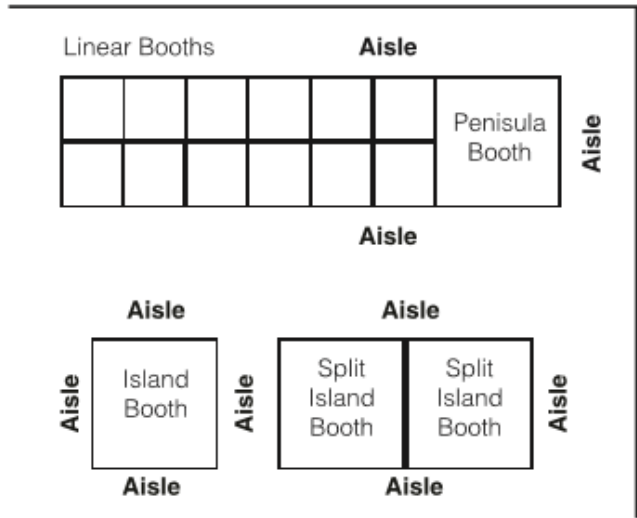 Linear Booths
Aisle
Penisula
Booth
Aisle
Aisle
Aisle
Aisle
Aisle
Island
Booth
Aisle
Split
Island
Booth
Split
Island
Booth
Aisle
Aisle
Aisle